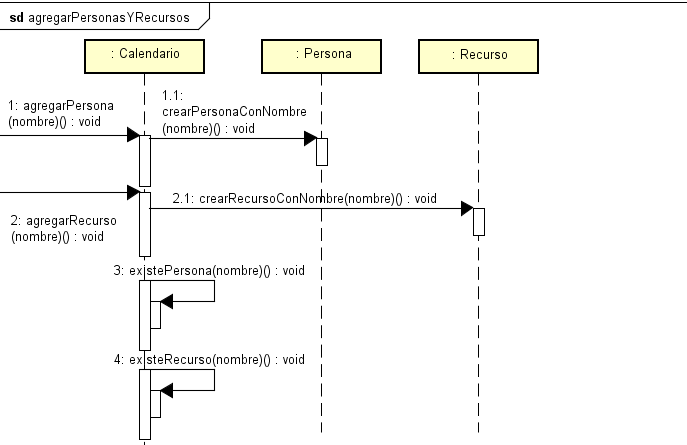 sd agregarPersonasYRecursos
: Calendario
: Persona
: Recurso
1: agregarPersona
(nombre)() : void
1.1:
crearPersonaConNombre
(nombre)() : void
2.1: crearRecursoConNombre(nombre)() : void
2: agregarRecurso
(nombre)() : void
3: existePersona(nombre)() : void
4: existeRecurso(nombre)() : void